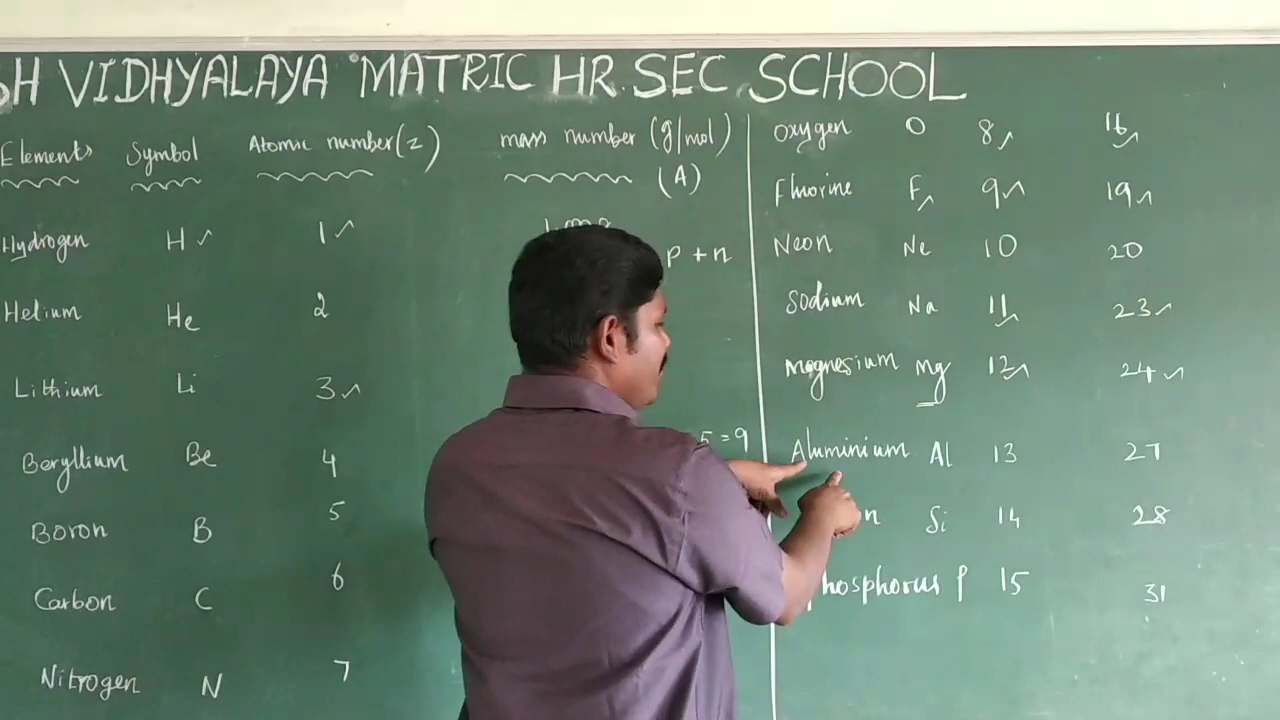 H VIDHYALAYA MATRIC HR. SEC SCHOOL
Elements Symbol Atomic number(z) mass number (g/mol)
(A)
Hydrogen H 1
p + n
Helium He 2
Lithium Li 3
Beryllium Be 4
5 = 9
Boron B 5
Carbon C 6
Nitrogen N 7
Oxygen O 8 16
Fluorine F 9 19
Neon Ne 10 20
Sodium Na 11 23
Magnesium Mg 12 24
Aluminium Al 13 27
Si 14 28
phosphorus P 15 31